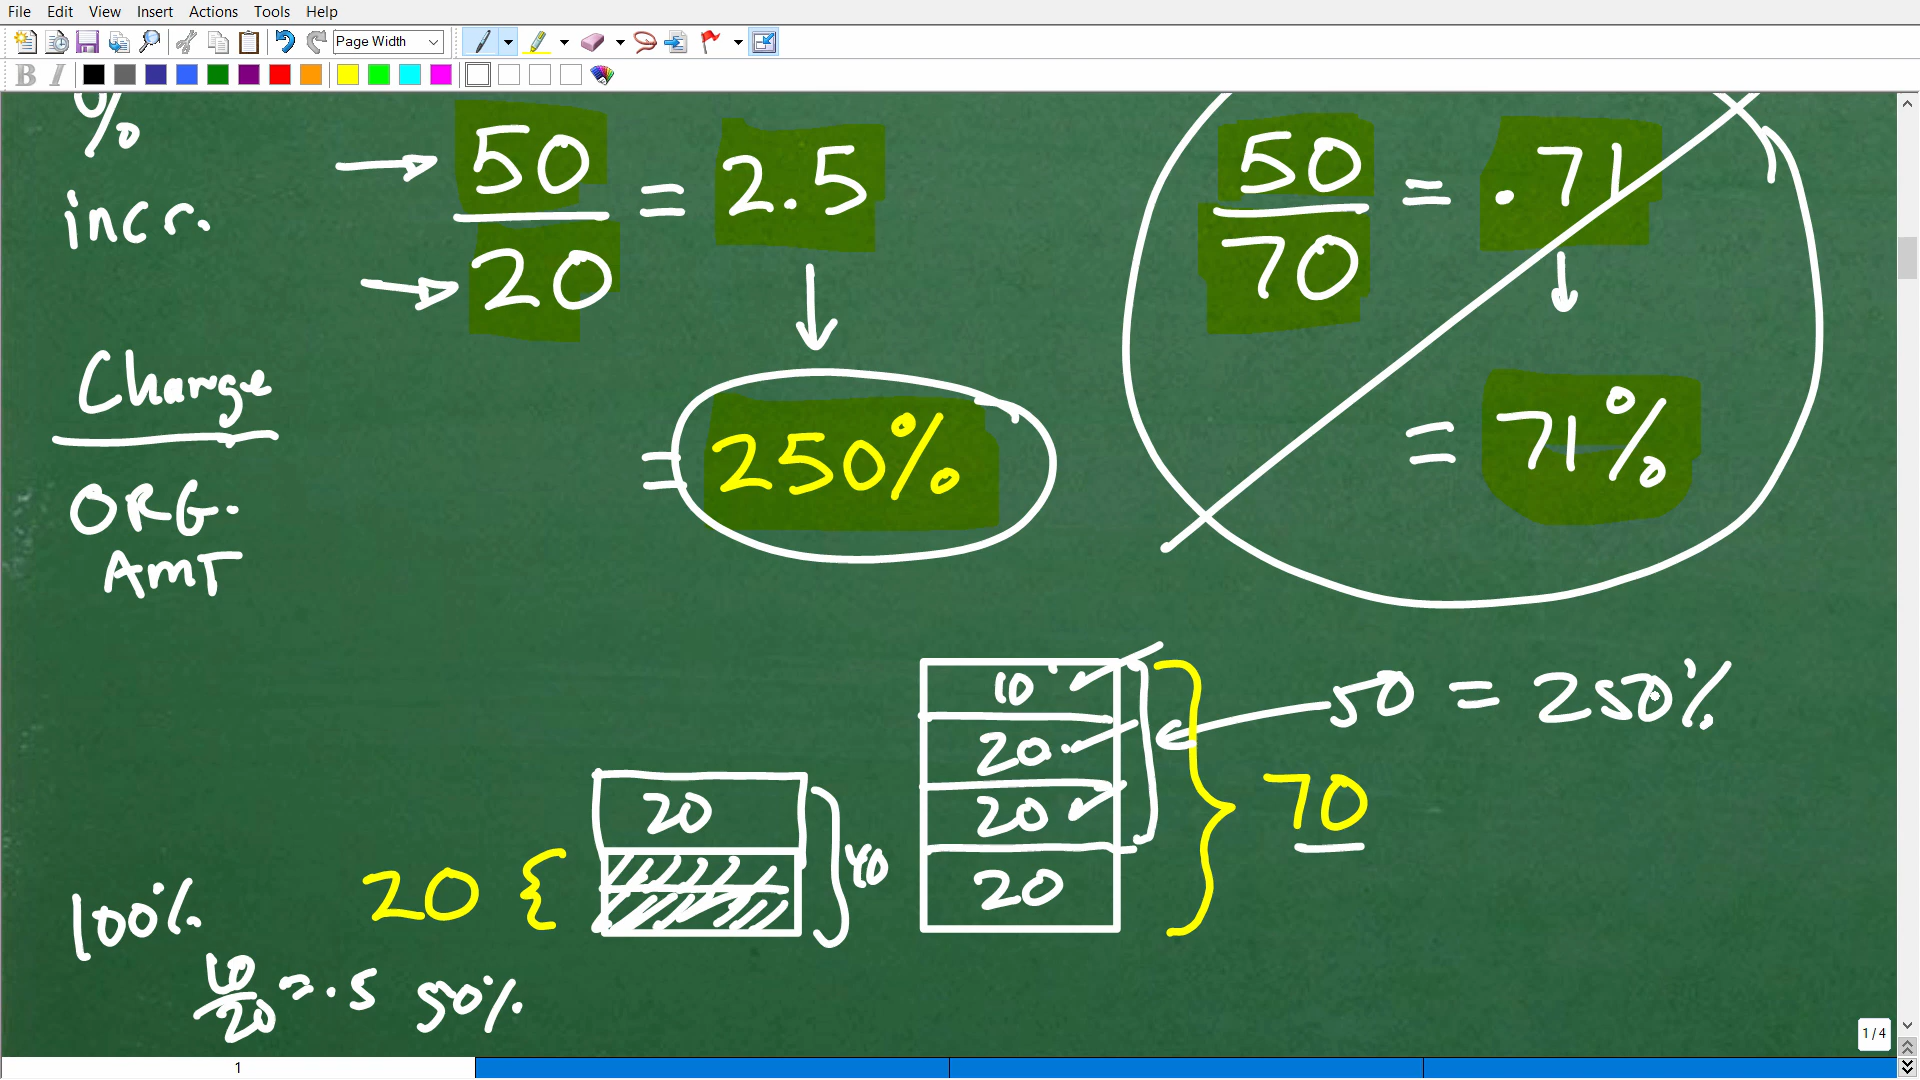 File Edit View Insert Actions Tools Help
Page Width
B I
%
incr.
50
20
= 2.5
= 250%
Change
ORG.
AMT
50
70
= .71
= 71%
10
20
20
20
50 = 250%
70
20
40
20
100%
10
20
= .5 50%
1 / 4
1